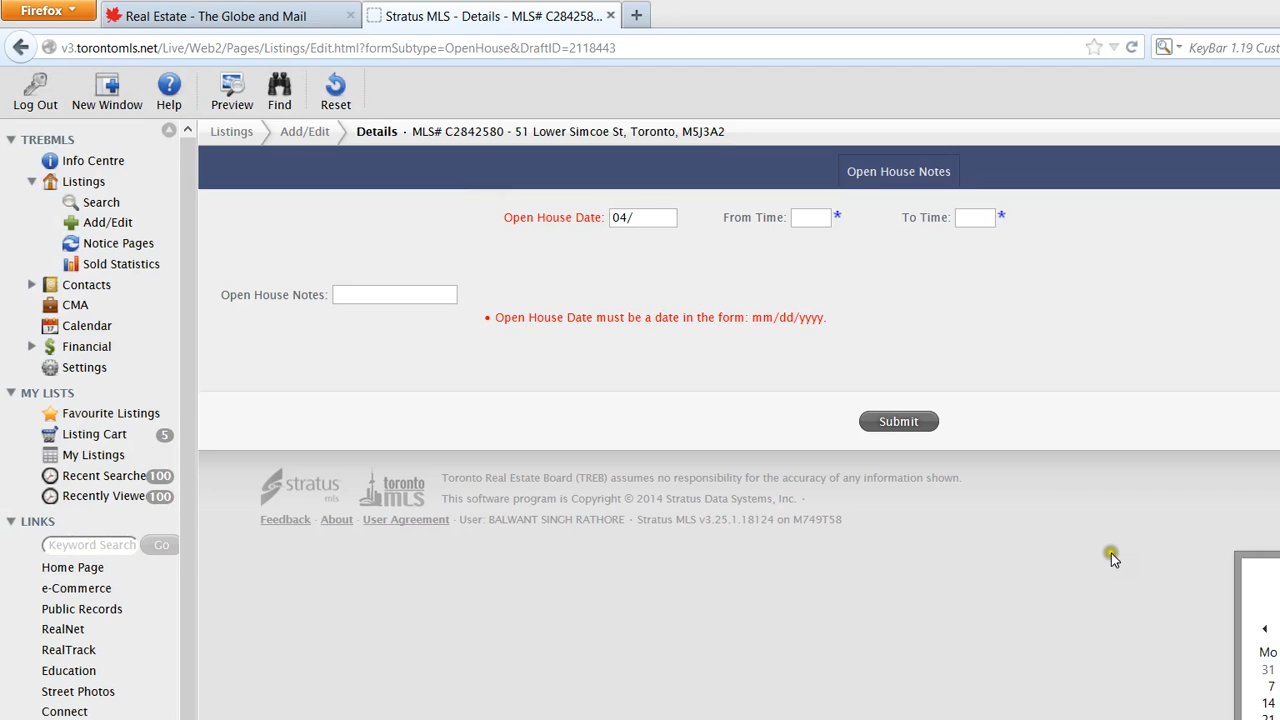 Firefox
Real Estate - The Globe and Mail
Stratus MLS - Details - MLS# C284258...
v3.torontomls.net/Live/Web2/Pages/Listings/Edit.html?formSubtype=OpenHouse&DraftID=2118443
KeyBar 1.19 Cust
Log Out
New Window
Help
Preview
Find
Reset
TREBMLS
Info Centre
Listings
Search
Add/Edit
Notice Pages
Sold Statistics
Contacts
CMA
Calendar
Financial
Settings
MY LISTS
Favourite Listings
Listing Cart 5
My Listings
Recent Searche 100
Recently Viewe 100
LINKS
Keyword Search Go
Home Page
e-Commerce
Public Records
RealNet
RealTrack
Education
Street Photos
Connect
Listings Add/Edit Details · MLS# C2842580 - 51 Lower Simcoe St, Toronto, M5J3A2
Open House Notes
Open House Date: 04/ From Time: * To Time: *
Open House Notes:
• Open House Date must be a date in the form: mm/dd/yyyy.
Submit
stratus mls
toronto MLS
Toronto Real Estate Board (TREB) assumes no responsibility for the accuracy of any information shown.
This software program is Copyright © 2014 Stratus Data Systems, Inc. ·
Feedback · About · User Agreement · User: BALWANT SINGH RATHORE · Stratus MLS v3.25.1.18124 on M749T58
Mo
31
7
14
21